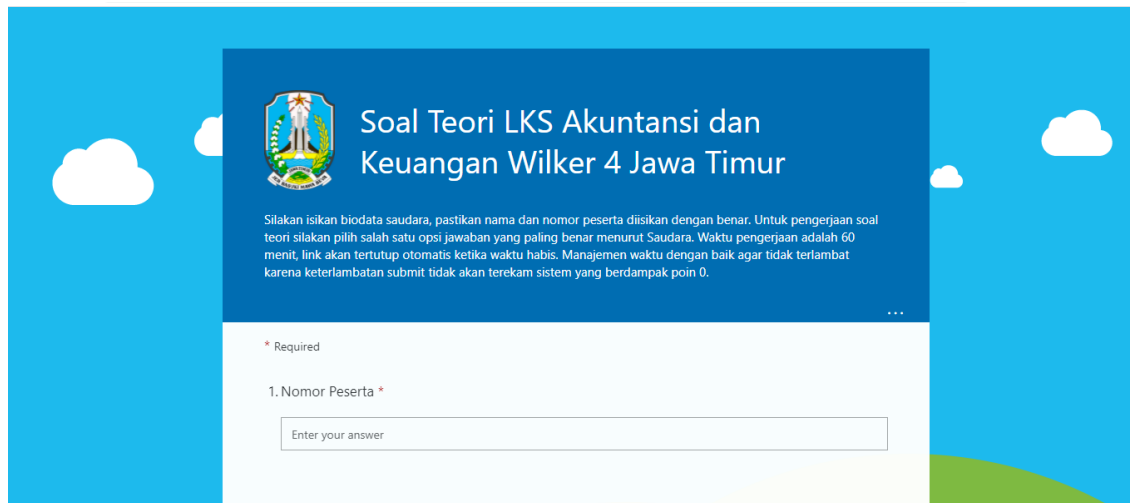 Soal Teori LKS Akuntansi dan
Keuangan Wilker 4 Jawa Timur
Silakan isikan biodata saudara, pastikan nama dan nomor peserta diisikan dengan benar. Untuk pengerjaan soal
teori silakan pilih salah satu opsi jawaban yang paling benar menurut Saudara. Waktu pengerjaan adalah 60
menit, link akan tertutup otomatis ketika waktu habis. Manajemen waktu dengan baik agar tidak terlambat
karena keterlambatan submit tidak akan terekam sistem yang berdampak poin 0.
...
* Required
1. Nomor Peserta *
Enter your answer